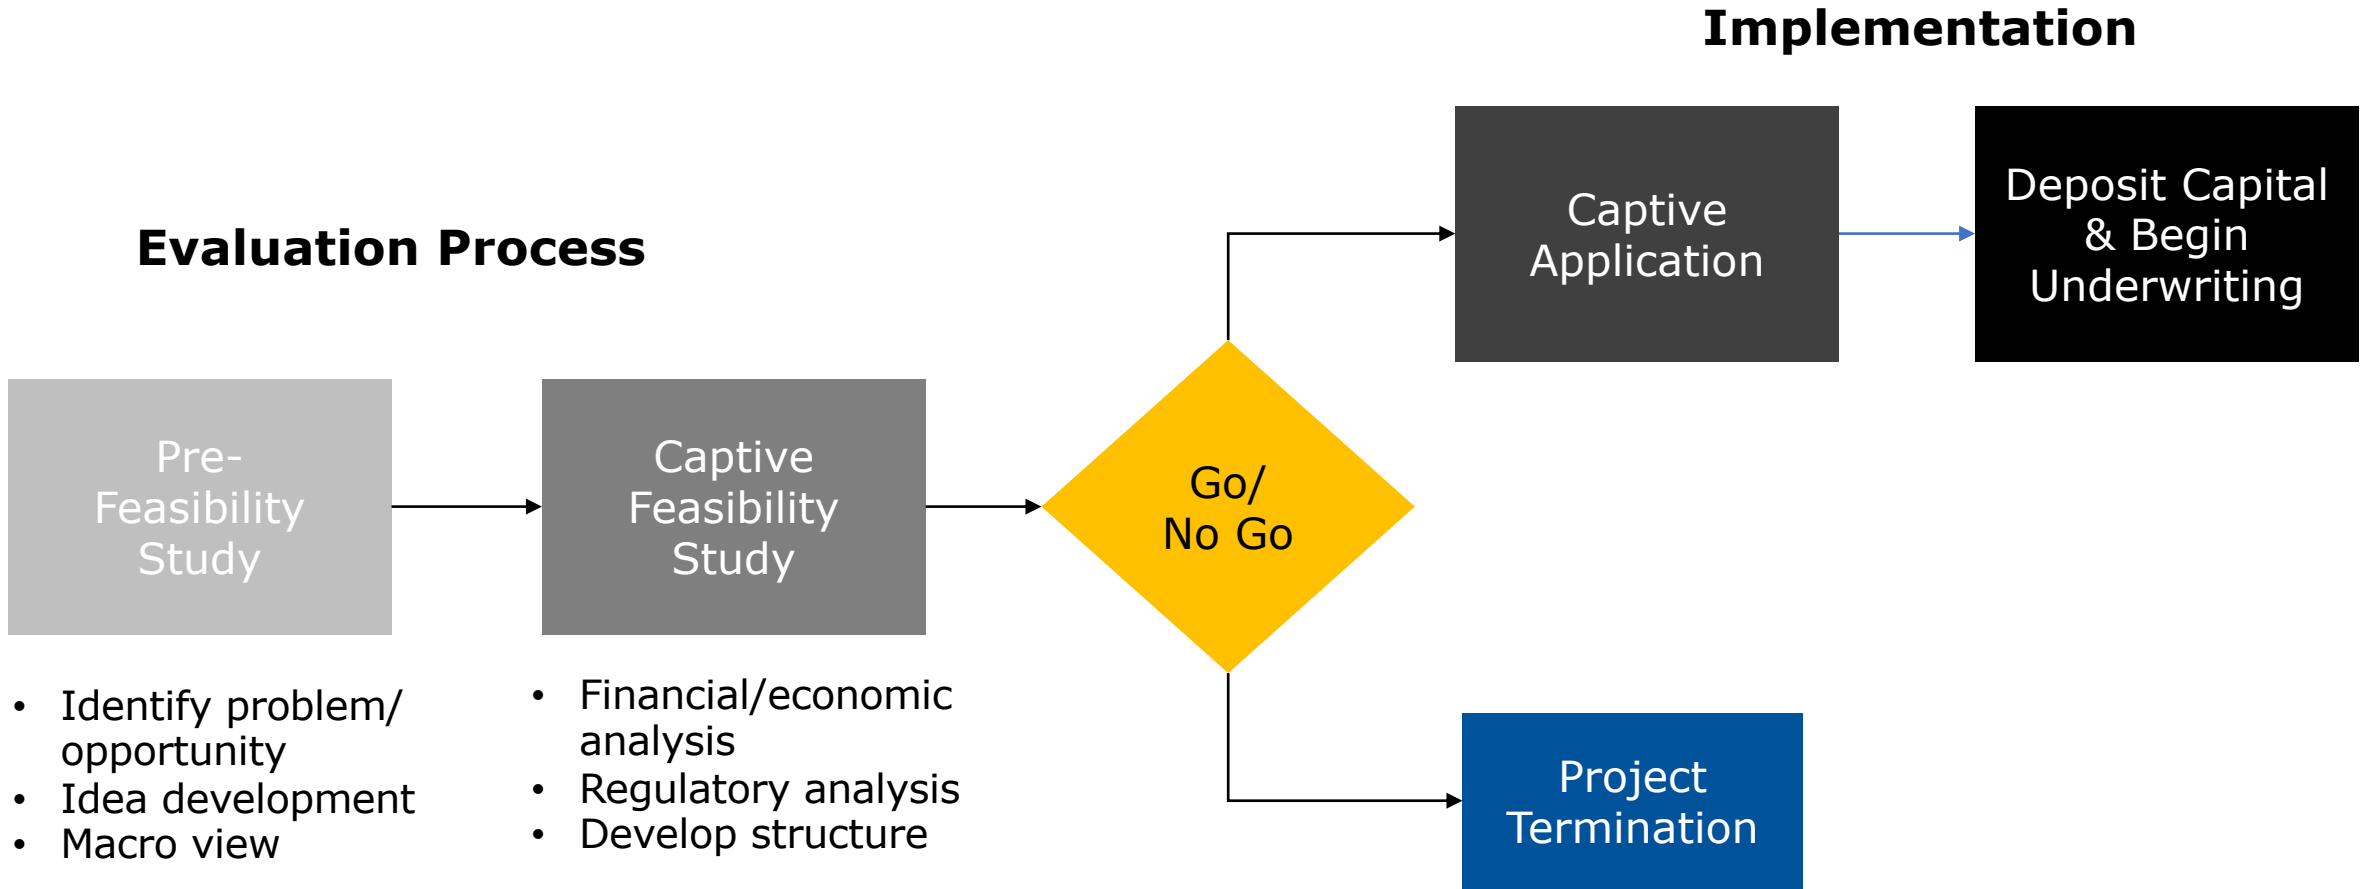 Implementation
Evaluation Process
Pre-
Feasibility
Study
Captive
Feasibility
Study
Go/
No Go
Captive
Application
Deposit Capital
& Begin
Underwriting
• Identify problem/
opportunity
• Idea development
• Macro view
• Financial/economic
analysis
• Regulatory analysis
• Develop structure
Project
Termination